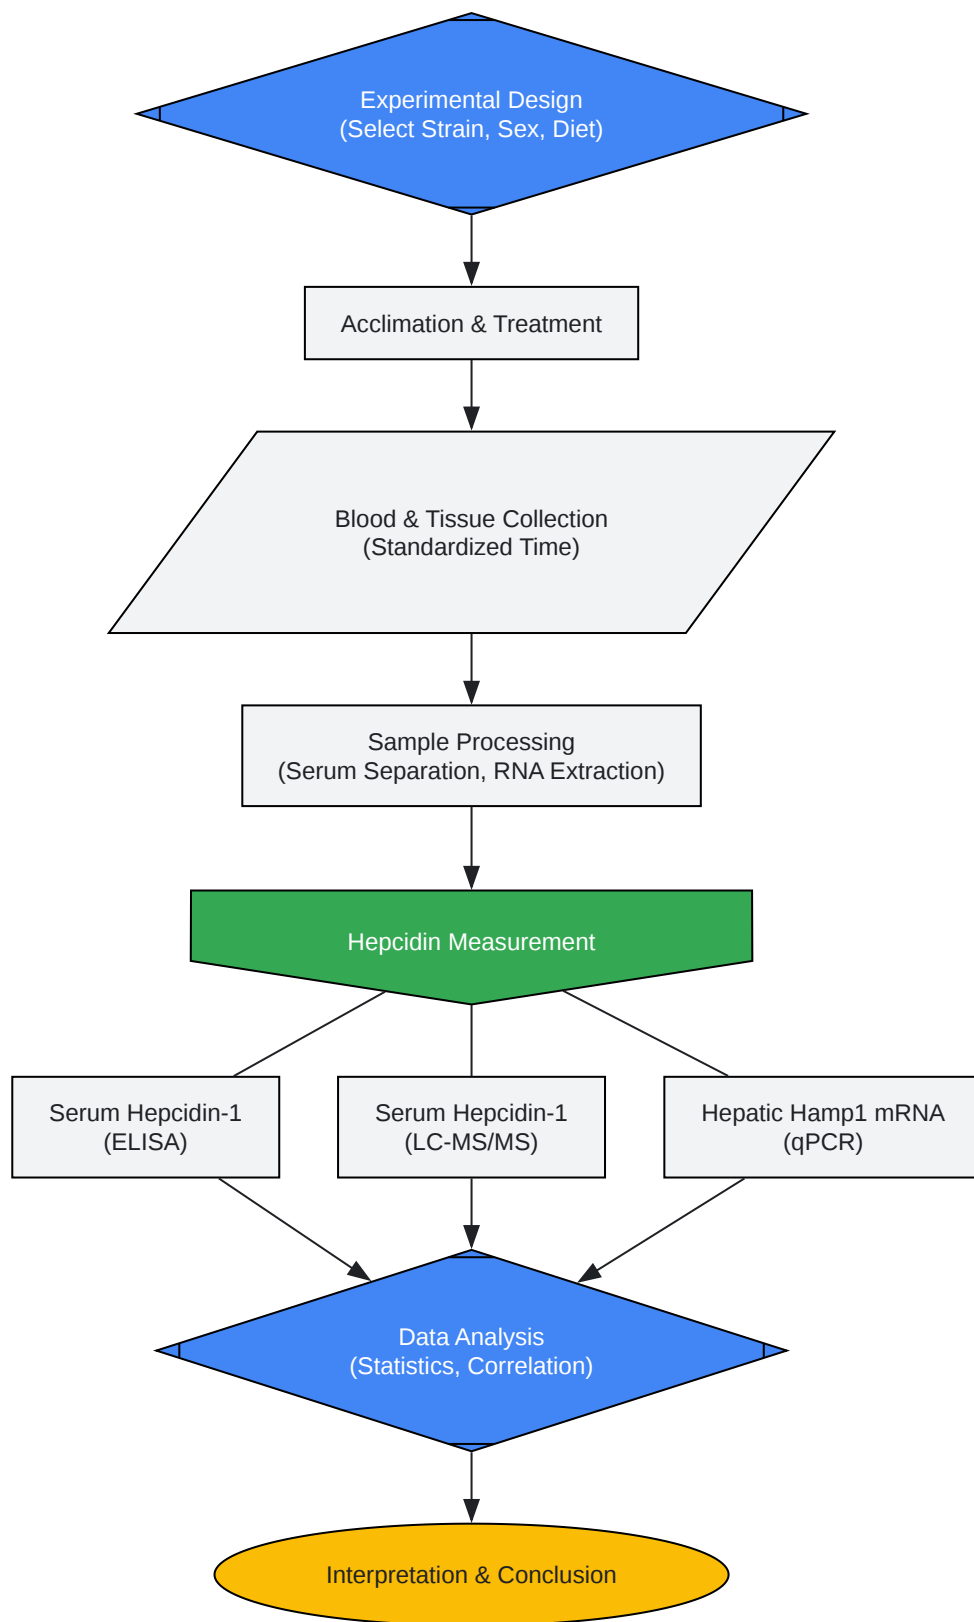 Experimental Design
(Select Strain, Sex, Diet)
Acclimation & Treatment
Blood & Tissue Collection
(Standardized Time)
Sample Processing
(Serum Separation, RNA Extraction)
Hepcidin Measurement
Serum Hepcidin-1
(ELISA)
Serum Hepcidin-1
(LC-MS/MS)
Hepatic Hamp1 mRNA
(qPCR)
Data Analysis
(Statistics, Correlation)
Interpretation & Conclusion